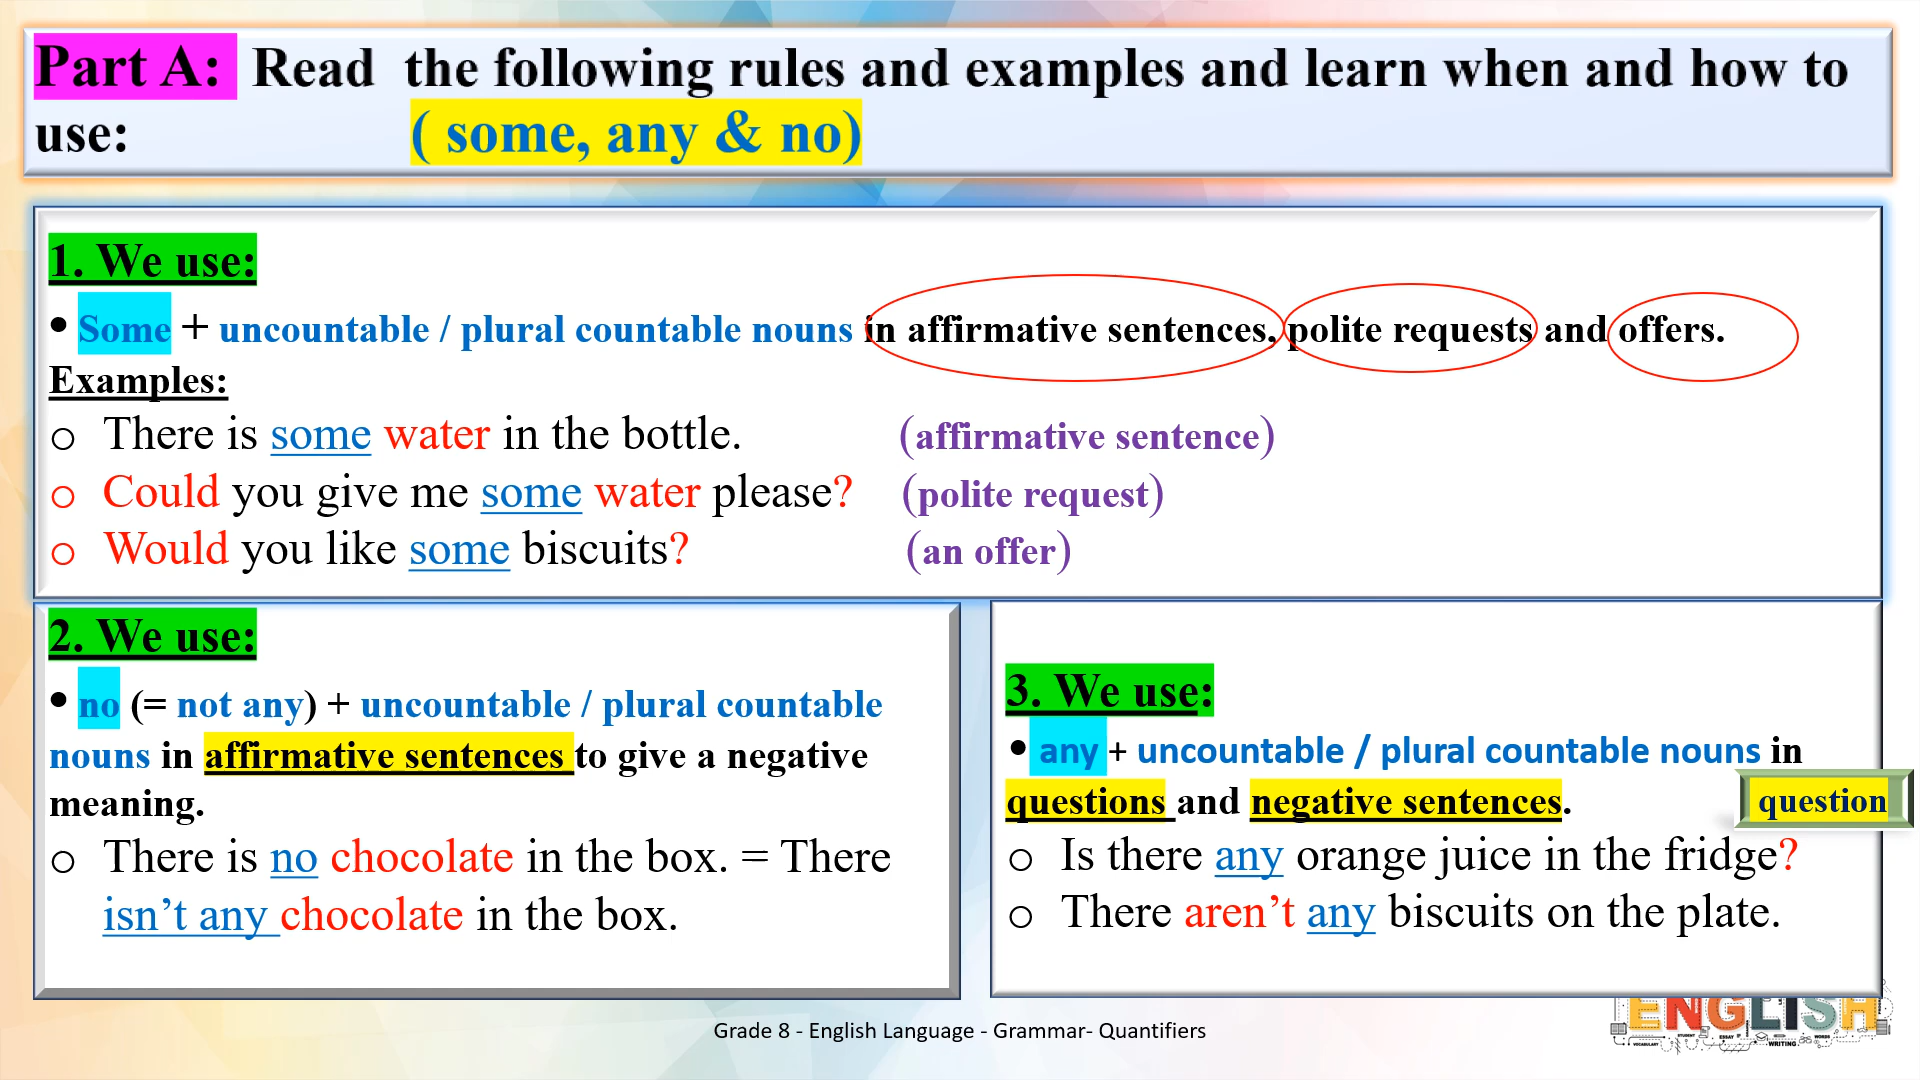 Part A: Read the following rules and examples and learn when and how to
use: ( some, any & no)
1. We use:
• Some + uncountable / plural countable nouns in affirmative sentences, polite requests and offers.
Examples:
o There is some water in the bottle. (affirmative sentence)
o Could you give me some water please? (polite request)
o Would you like some biscuits? (an offer)
2. We use:
• no (= not any) + uncountable / plural countable
nouns in affirmative sentences to give a negative
meaning.
o There is no chocolate in the box. = There
isn’t any chocolate in the box.
3. We use:
• any + uncountable / plural countable nouns in
questions and negative sentences.
question
o Is there any orange juice in the fridge?
o There aren’t any biscuits on the plate.
Grade 8 - English Language - Grammar- Quantifiers
ENGLISH
VOCABULARY STUDENT ESSAY WRITING WORDS